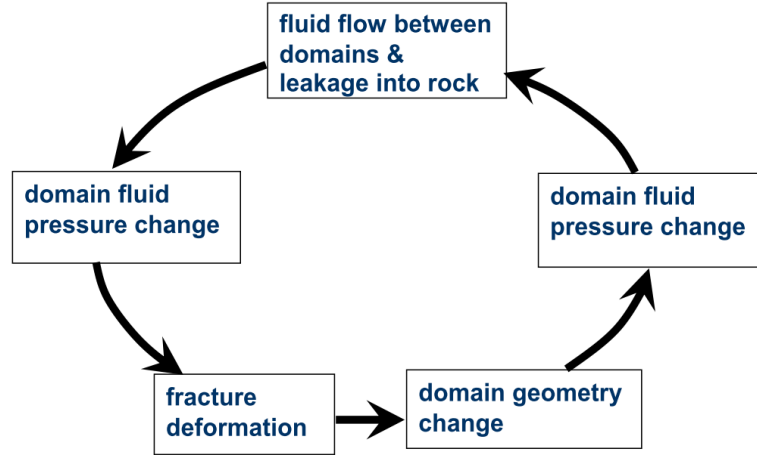 fluid flow between
domains &
leakage into rock
domain fluid
pressure change
domain fluid
pressure change
fracture
deformation
domain geometry
change